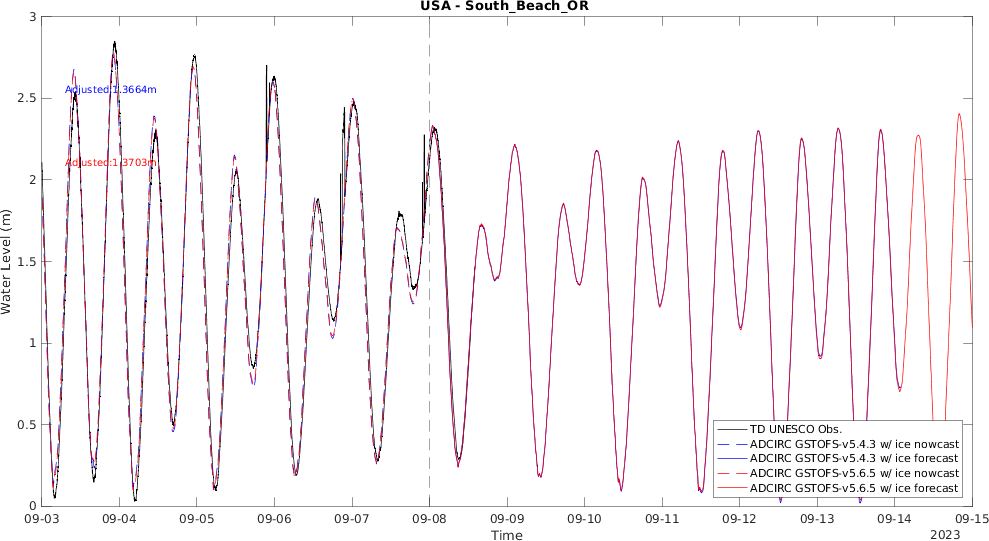 USA - South_Beach_OR
3
2.5
2
1.5
1
0.5
0
Water Level (m)
Adjusted:1.3664m
Adjusted:1.3703m
TD UNESCO Obs.
ADCIRC GSTOFS-v5.4.3 w/ ice nowcast
ADCIRC GSTOFS-v5.4.3 w/ ice forecast
ADCIRC GSTOFS-v5.6.5 w/ ice nowcast
ADCIRC GSTOFS-v5.6.5 w/ ice forecast
09-03 09-04 09-05 09-06 09-07 09-08 09-09 09-10 09-11 09-12 09-13 09-14 09-15
Time
2023